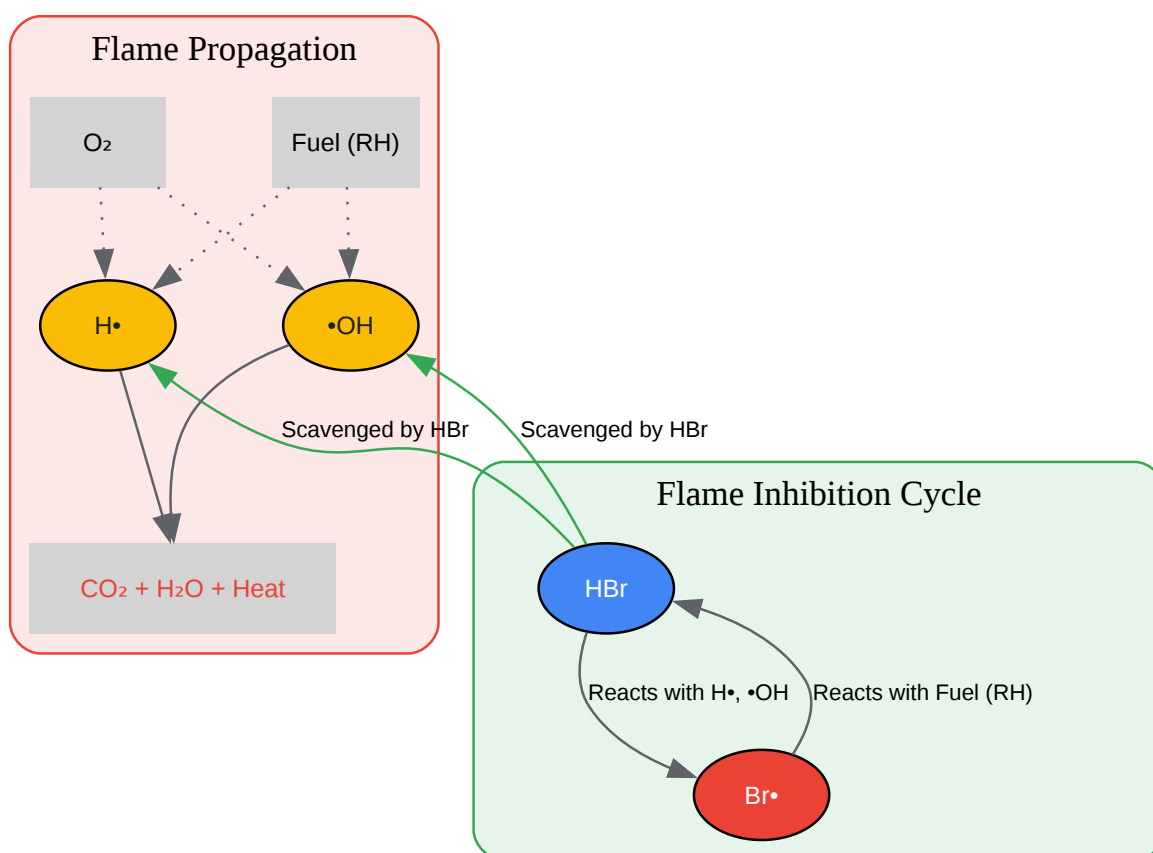 Flame Propagation
O₂
Fuel (RH)
H•
•OH
Scavenged by HBr
Scavenged by HBr
Flame Inhibition Cycle
CO₂ + H₂O + Heat
HBr
Reacts with H•, •OH
Reacts with Fuel (RH)
Br•